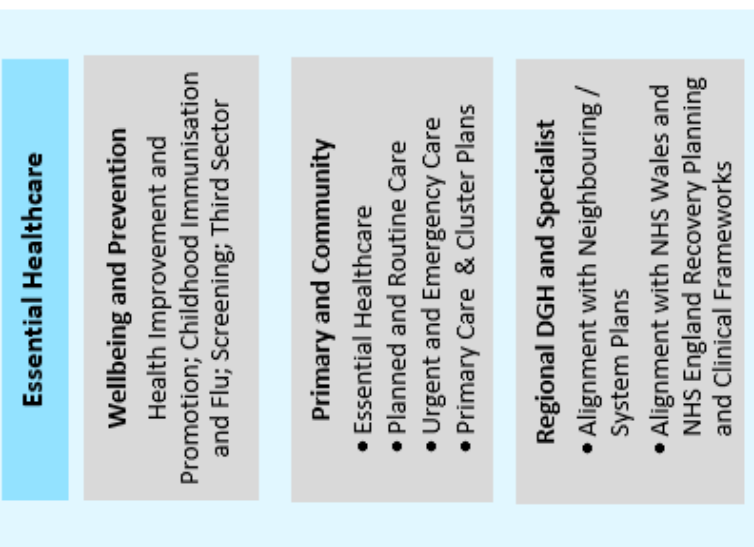 Essential Healthcare
Wellbeing and Prevention
Health Improvement and
Promotion; Childhood Immunisation
and Flu; Screening; Third Sector
Primary and Community
• Essential Healthcare
• Planned and Routine Care
• Urgent and Emergency Care
• Primary Care & Cluster Plans
Regional DGH and Specialist
• Alignment with Neighbouring /
System Plans
• Alignment with NHS Wales and
NHS England Recovery Planning
and Clinical Frameworks